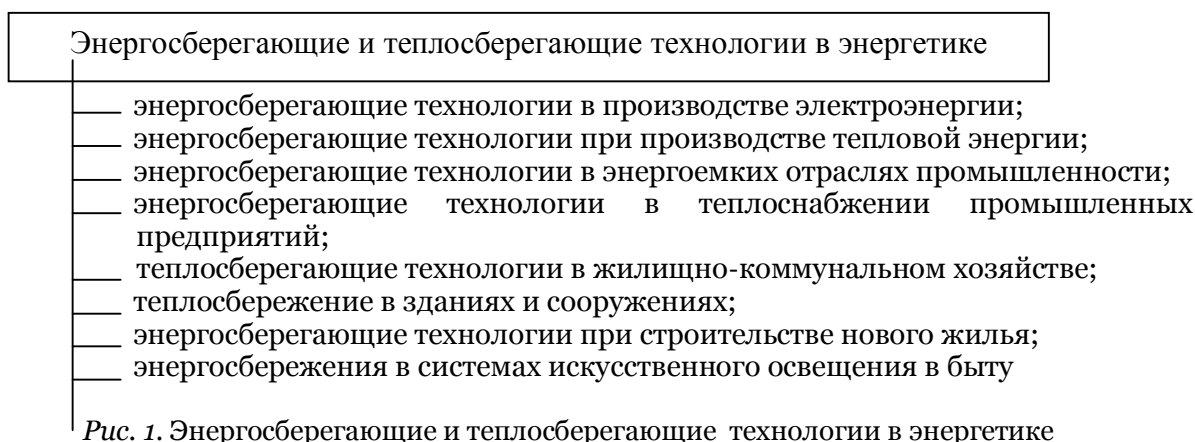 Энергосберегающие и теплосберегающие технологии в энергетике
энергосберегающие технологии в производстве электроэнергии;
энергосберегающие технологии при производстве тепловой энергии;
энергосберегающие технологии в энергоемких отраслях промышленности;
энергосберегающие технологии в теплоснабжении промышленных
предприятий;
теплосберегающие технологии в жилищно-коммунальном хозяйстве;
теплосбережение в зданиях и сооружениях;
энергосберегающие технологии при строительстве нового жилья;
энергосбережения в системах искусственного освещения в быту
Рис. 1. Энергосберегающие и теплосберегающие технологии в энергетике